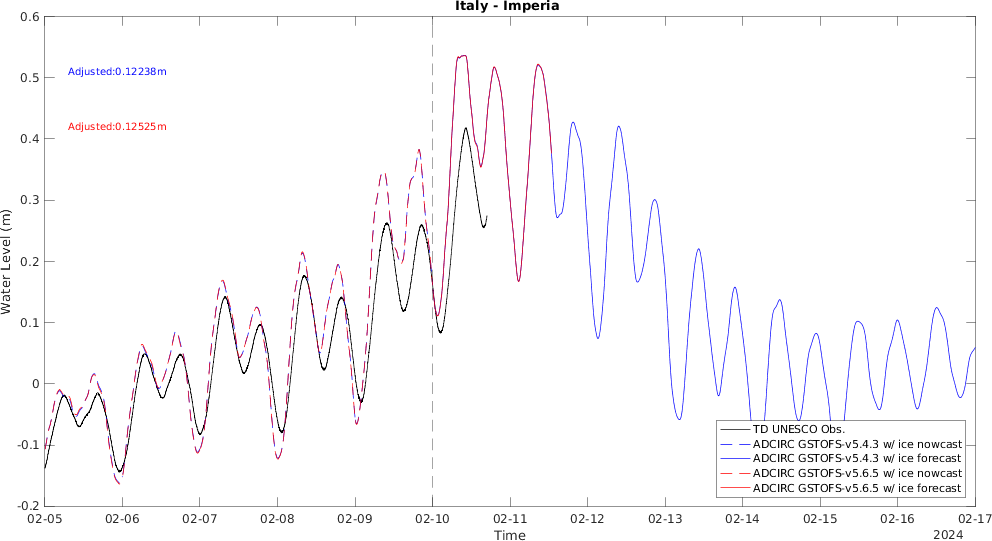 Italy - Imperia
0.6
Adjusted:0.12238m
0.5
Adjusted:0.12525m
0.4
0.3
Water Level (m)
0.2
0.1
0
-0.1
-0.2
TD UNESCO Obs.
ADCIRC GSTOFS-v5.4.3 w/ ice nowcast
ADCIRC GSTOFS-v5.4.3 w/ ice forecast
ADCIRC GSTOFS-v5.6.5 w/ ice nowcast
ADCIRC GSTOFS-v5.6.5 w/ ice forecast
02-05 02-06 02-07 02-08 02-09 02-10 02-11 02-12 02-13 02-14 02-15 02-16 02-17
Time
2024